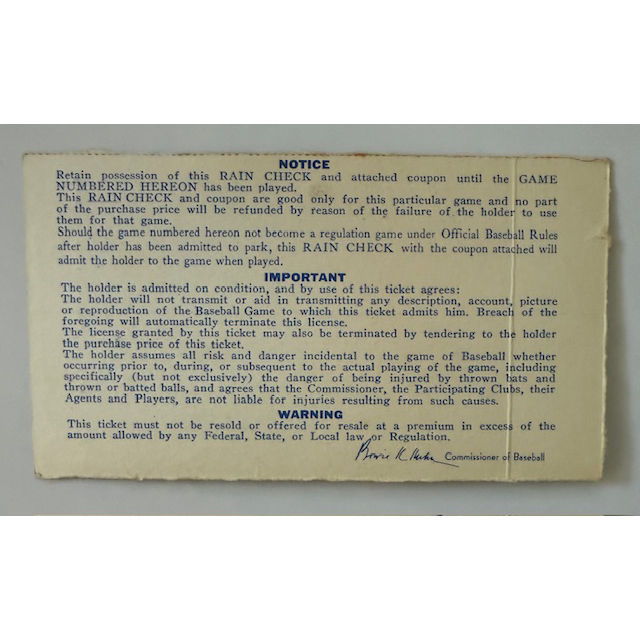 NOTICE
Retain possession of this RAIN CHECK and attached coupon until the GAME
NUMBERED HEREON has been played.
This RAIN CHECK and coupon are good only for this particular game and no part
of the purchase price will be refunded by reason of the failure of the holder to use
them for that game.
Should the game numbered hereon not become a regulation game under Official Baseball Rules
after holder has been admitted to park, this RAIN CHECK with the coupon attached will
admit the holder to the game when played.
IMPORTANT
The holder is admitted on condition, and by use of this ticket agrees:
The holder will not transmit or aid in transmitting any description, account, picture
or reproduction of the Baseball Game to which this ticket admits him. Breach of the
foregoing will automatically terminate this license.
The license granted by this ticket may also be terminated by tendering to the holder
the purchase price of this ticket.
The holder assumes all risk and danger incidental to the game of Baseball whether
occurring prior to, during, or subsequent to the actual playing of the game, including
specifically (but not exclusively) the danger of being injured by thrown bats and
thrown or batted balls, and agrees that the Commissioner, the Participating Clubs, their
Agents and Players, are not liable for injuries resulting from such causes.
WARNING
This ticket must not be resold or offered for resale at a premium in excess of the
amount allowed by any Federal, State, or Local law or Regulation.
Bowie K. Kuhn Commissioner of Baseball